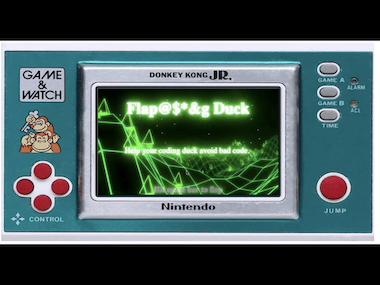 GAME
&
WATCH
DONKEY KONG JR.
GAME A
ALARM
GAME B
ACL
TIME
Flap@$*&g Duck
Help your coding duck avoid bad code.
CONTROL
Nintendo
JUMP